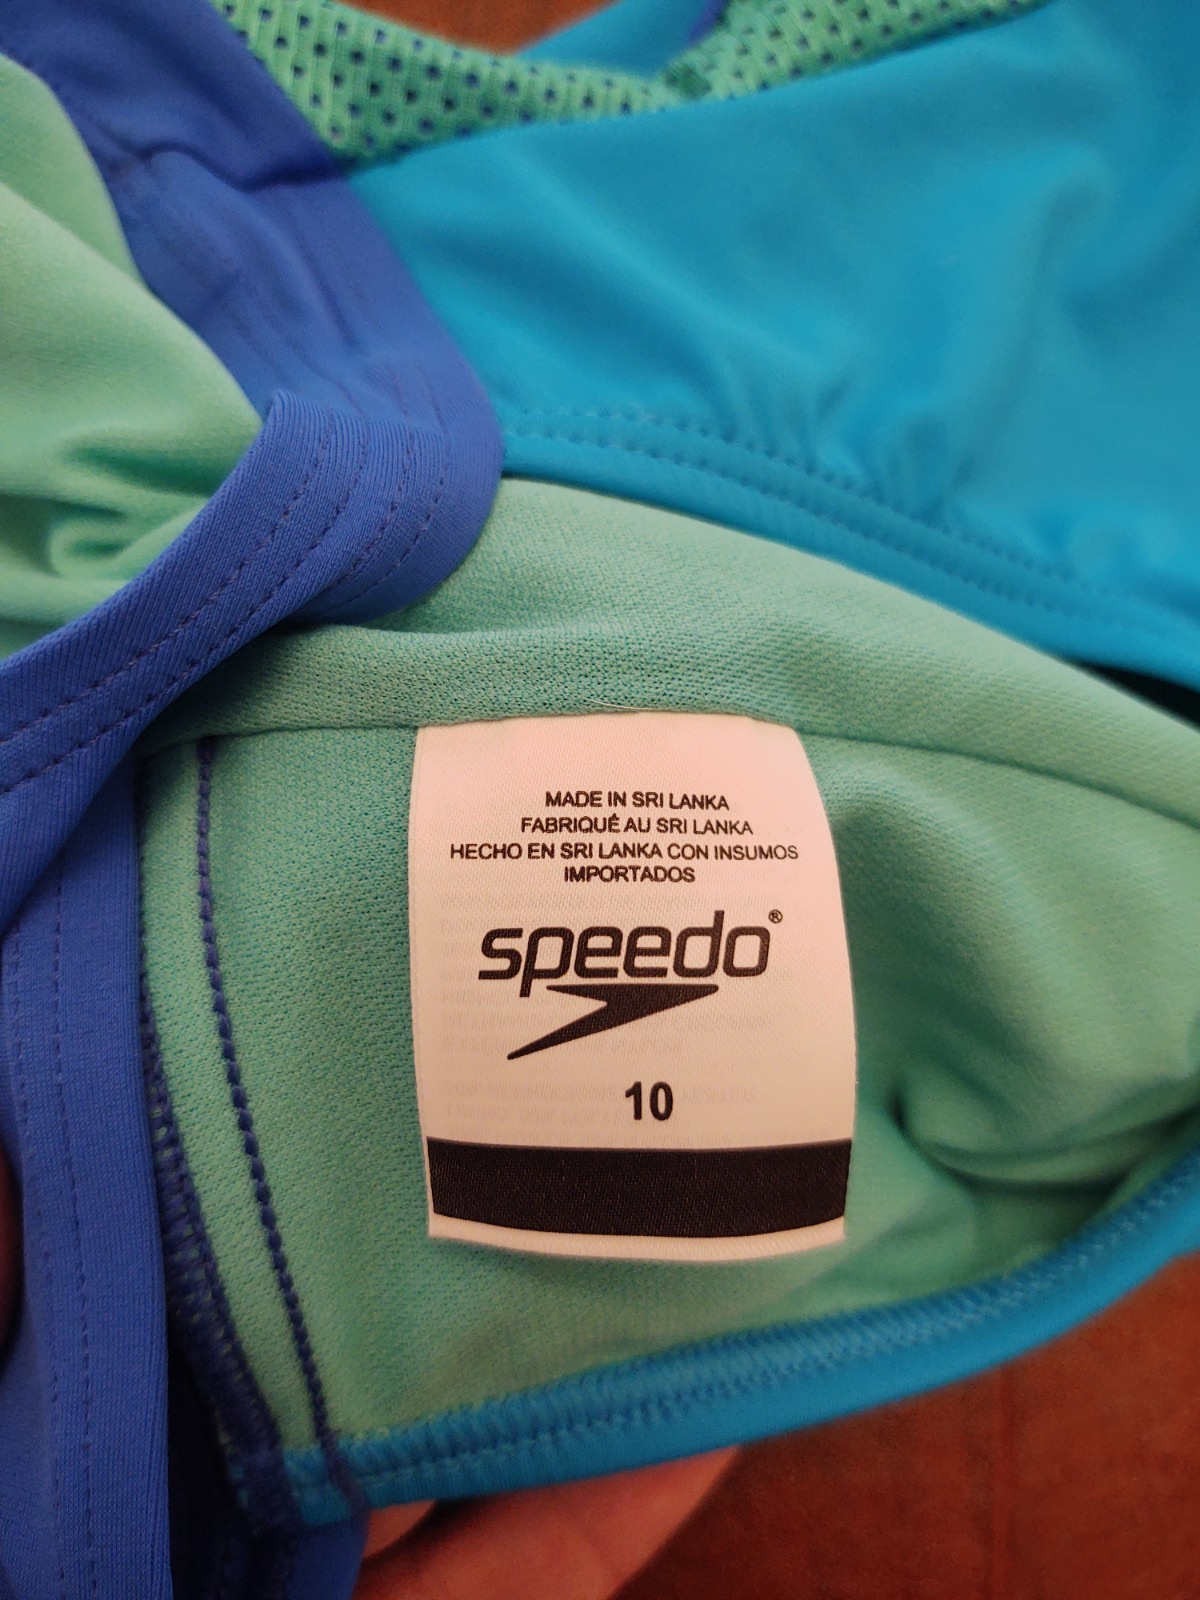 MADE IN SRI LANKA
FABRIQUÉ AU SRI LANKA
HECHO EN SRI LANKA CON INSUMOS
IMPORTADOS
speedo®
10